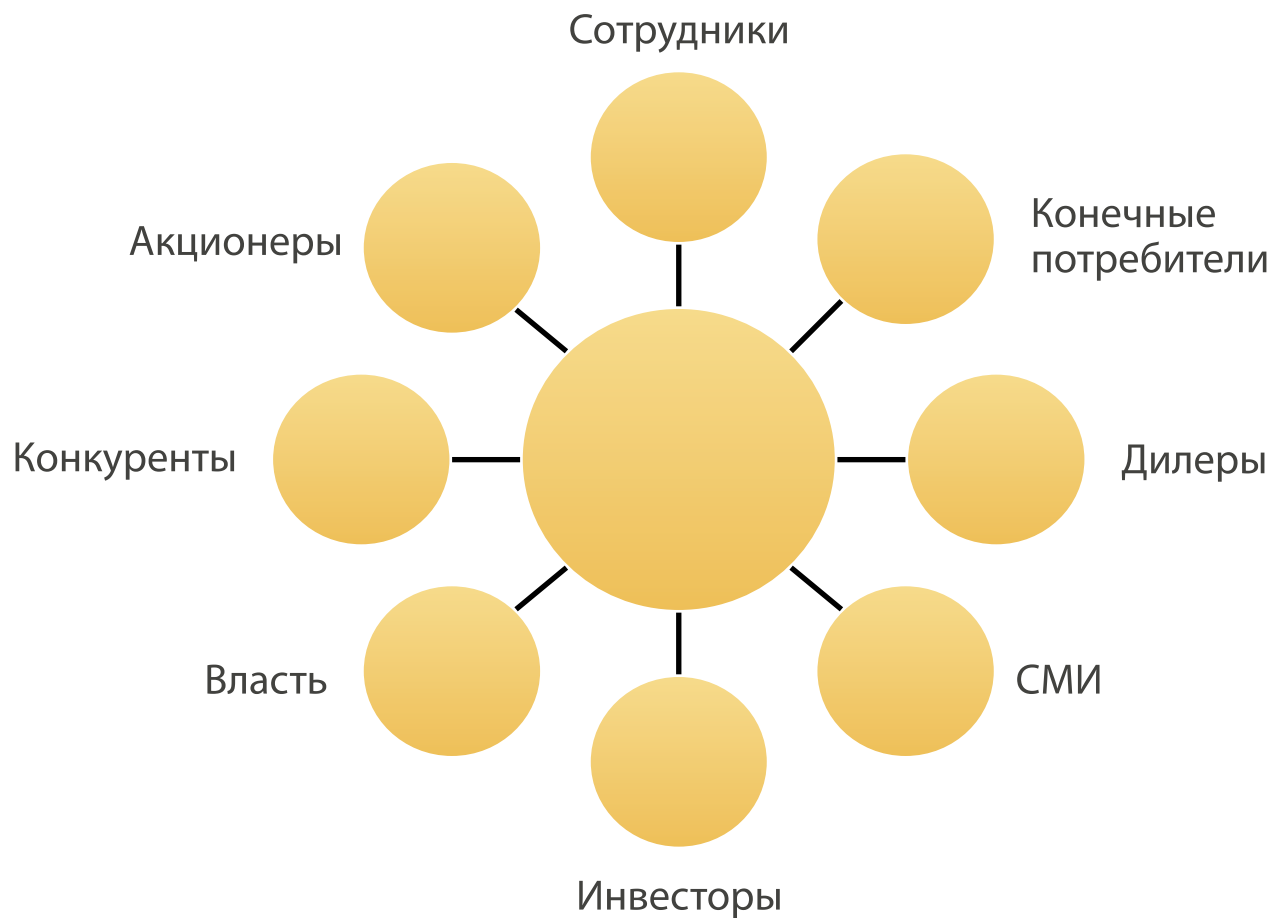 Сотрудники
Конечные
потребители
Акционеры
Конкуренты
Дилеры
Власть
СМИ
Инвесторы